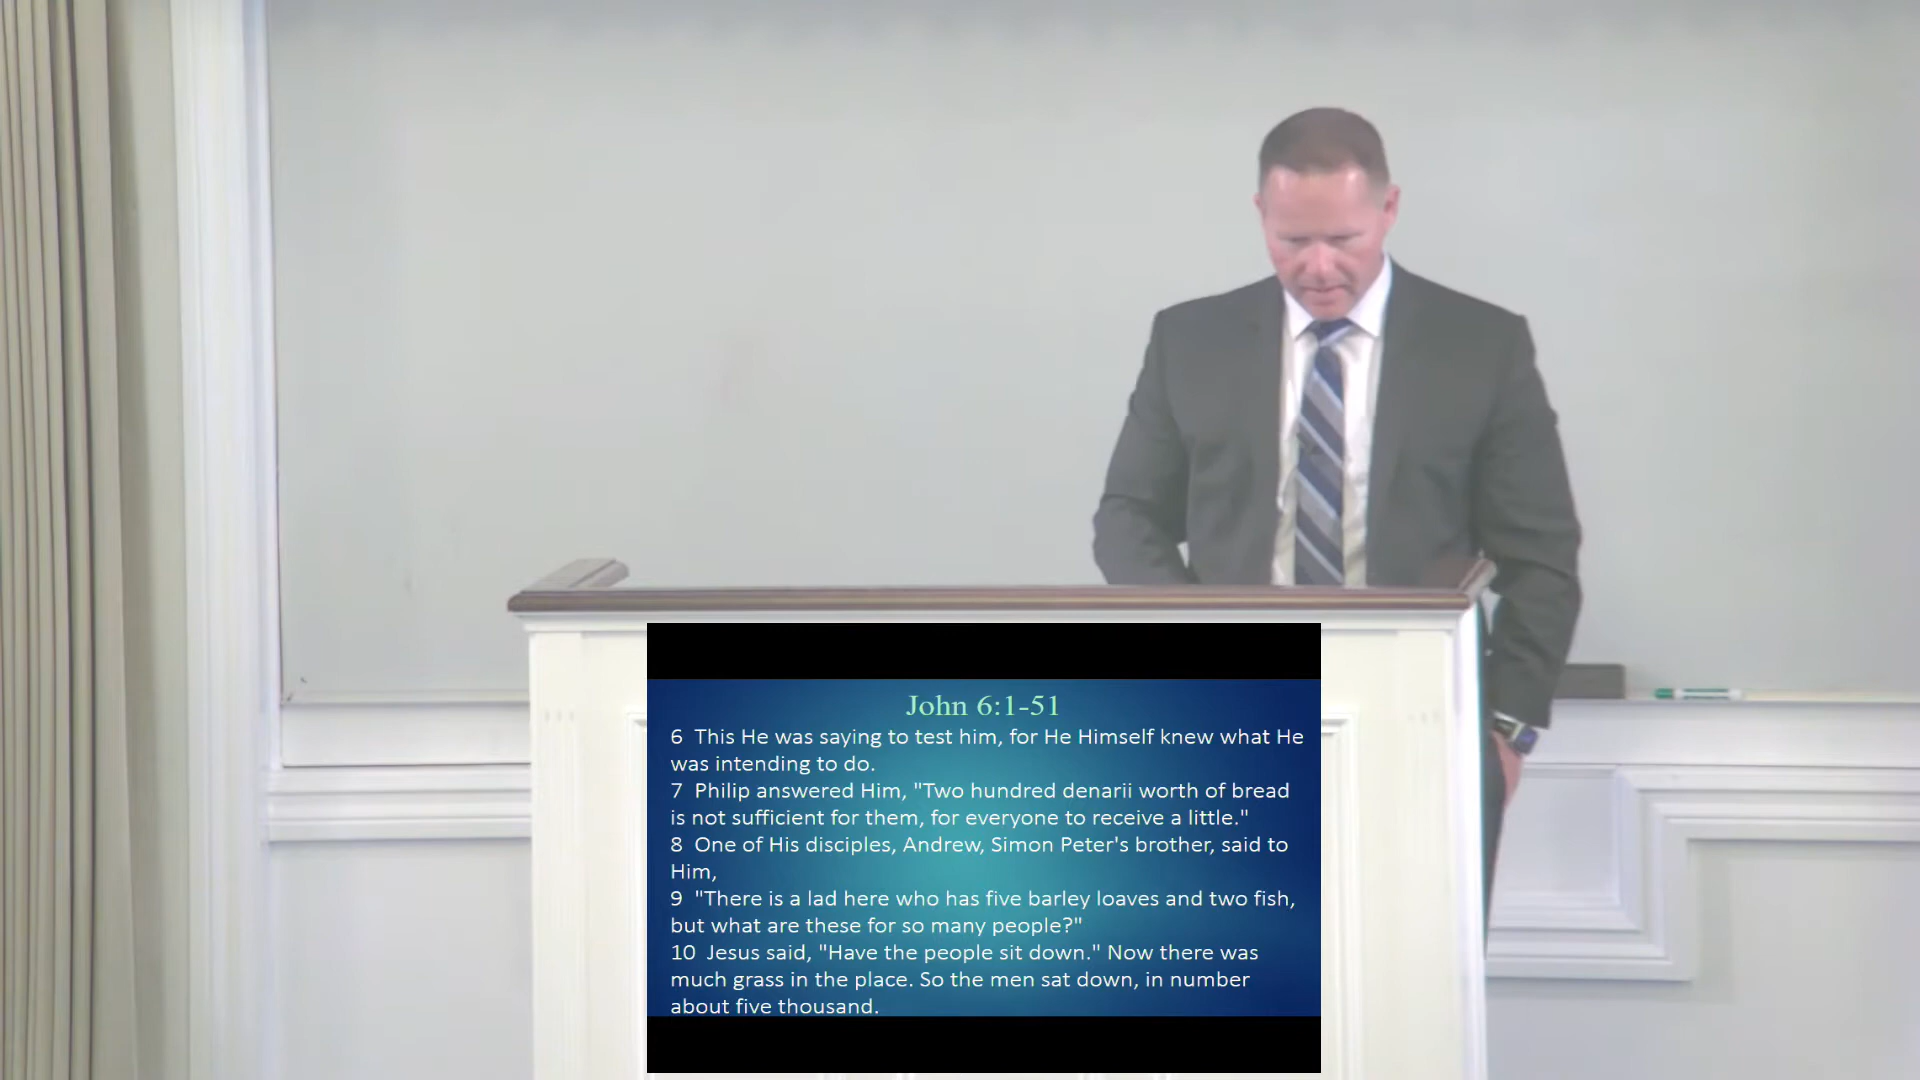 John 6:1-51
6 This He was saying to test him, for He Himself knew what He
was intending to do.
7 Philip answered Him, "Two hundred denarii worth of bread
is not sufficient for them, for everyone to receive a little."
8 One of His disciples, Andrew, Simon Peter's brother, said to
Him,
9 "There is a lad here who has five barley loaves and two fish,
but what are these for so many people?"
10 Jesus said, "Have the people sit down." Now there was
much grass in the place. So the men sat down, in number
about five thousand.